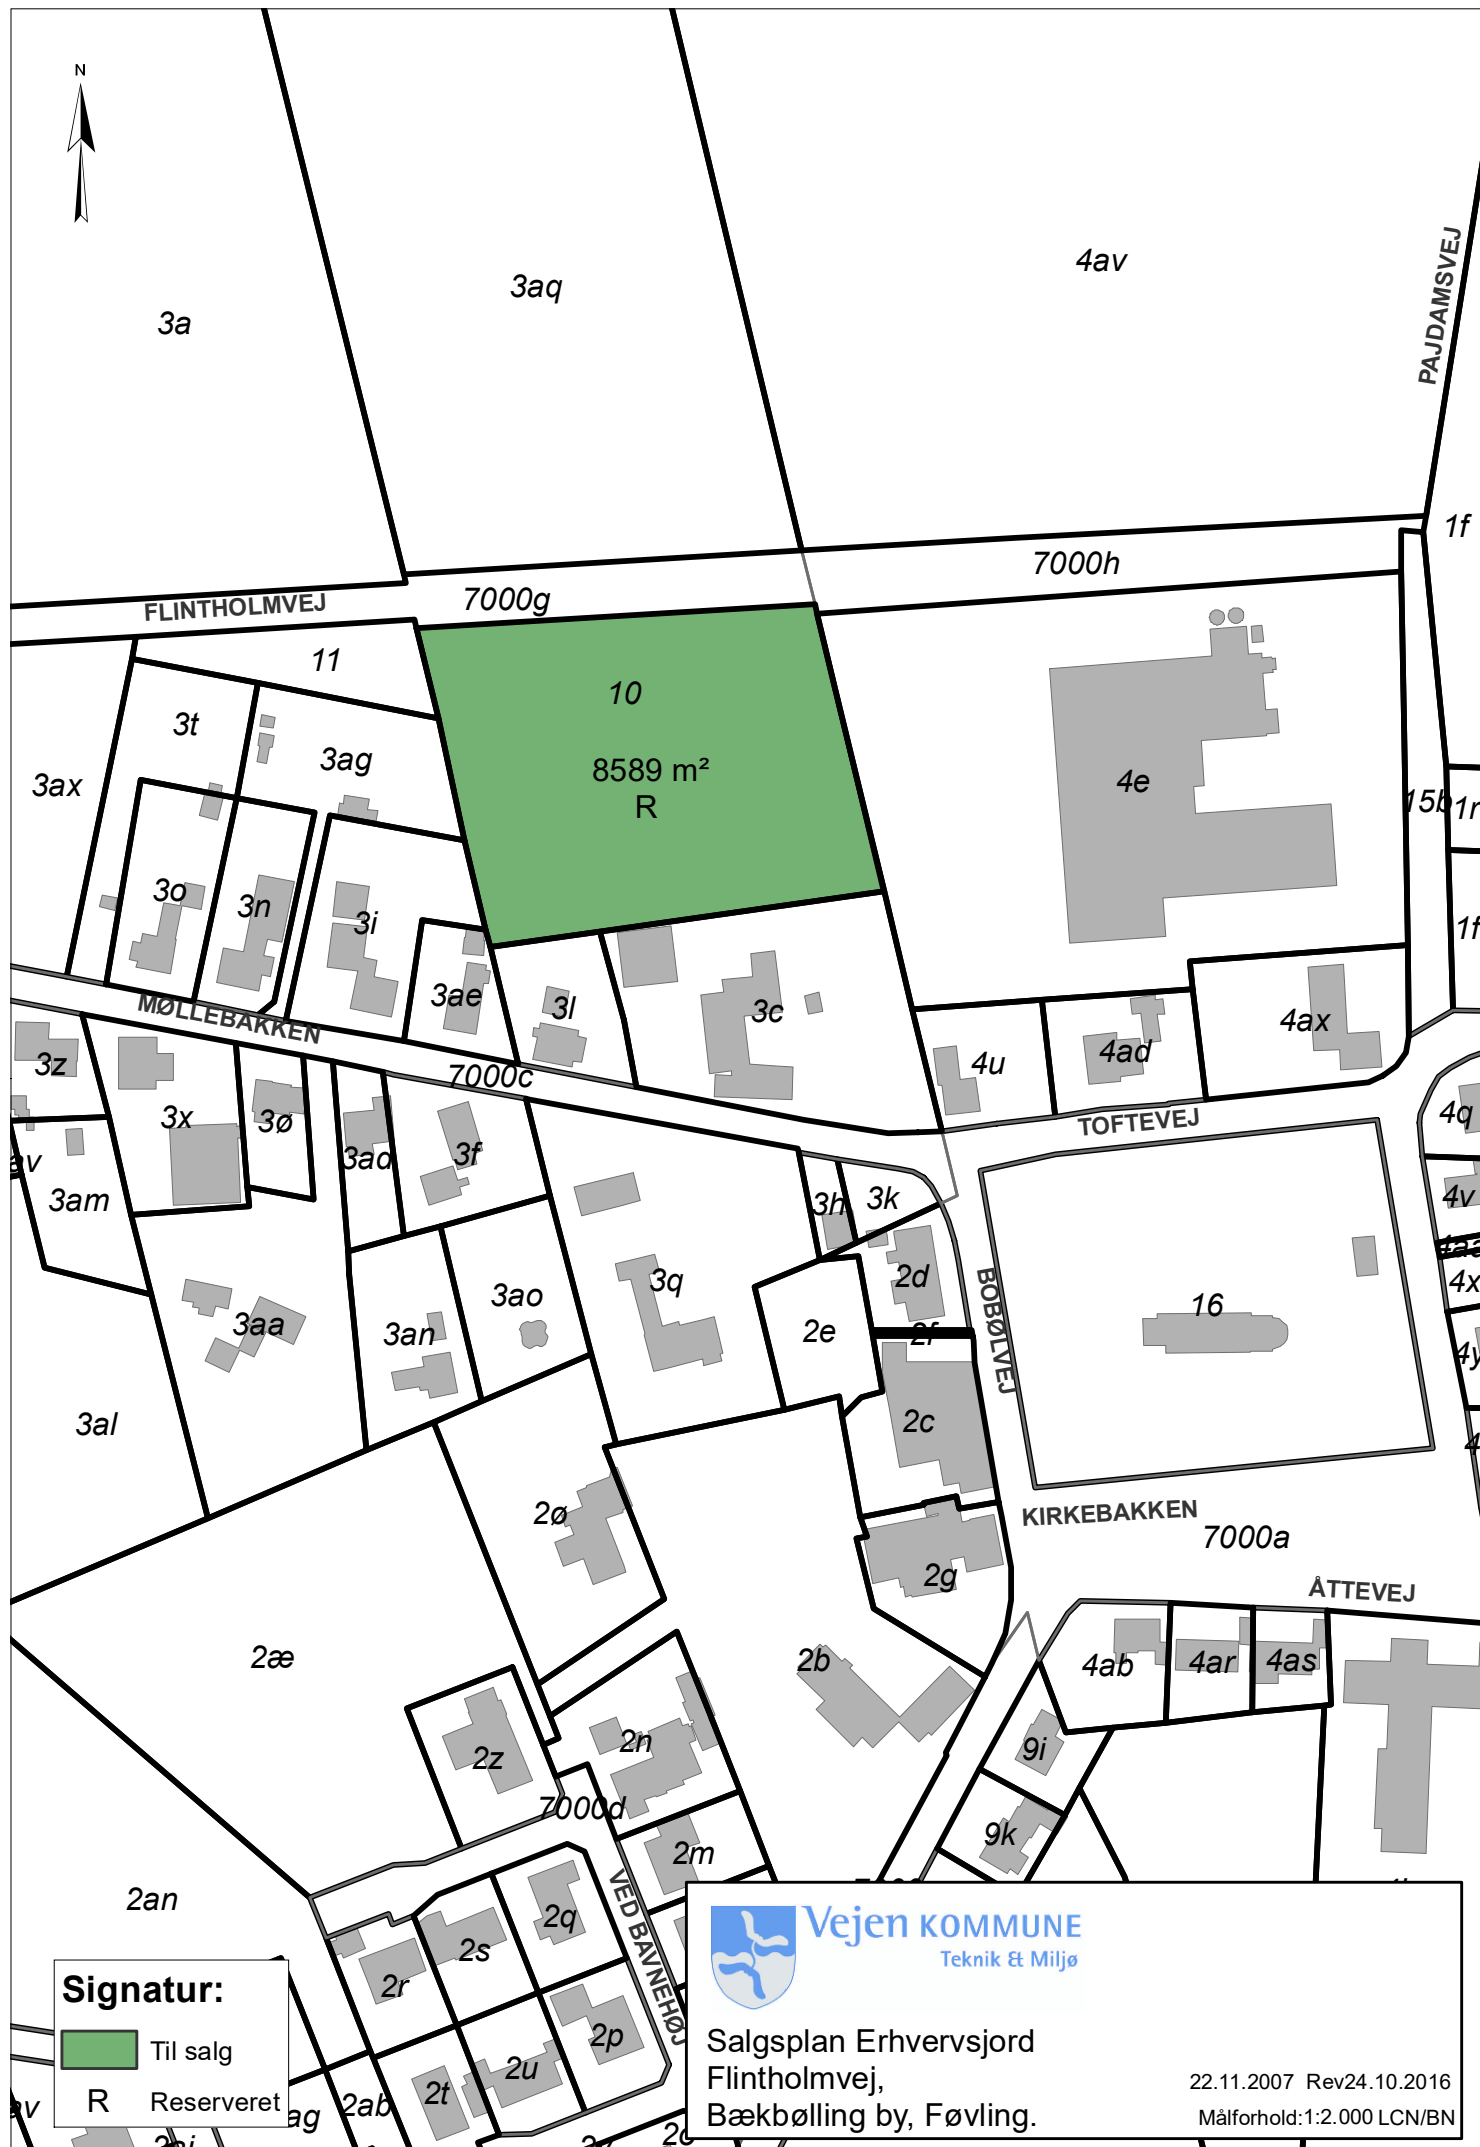 N
3a
3aq
4av
PAJDAMSVEJ
1f
7000h
FLINTHOLMVEJ
7000g
11
10
8589 m²
R
3t
3ag
3ax
4e
15b
3o
3n
3i
3ae
3l
3c
1f
4u
4ad
4ax
MØLLEBAKKEN
7000c
3z
3x
3ø
3ad
3f
TOFTEVEJ
4q
3am
3h
3k
4v
4aa
4x
3aa
3an
3ao
3q
2d
2e
2f
BOBØLVEJ
16
4y
3al
2c
2ø
KIRKEBAKKEN
7000a
2g
ÅTTEVEJ
2æ
2b
4ab
4ar
4as
2z
2n
9i
7000d
2m
9k
2an
2q
VED BAVNEHØJ
2s
2r
2p
2u
2t
2ab
Signatur:
Til salg
R Reserveret
Vejen KOMMUNE
Teknik & Miljø
Salgsplan Erhvervsjord
Flintholmvej,
Bækbølling by, Føvling.
22.11.2007 Rev24.10.2016
Målforhold:1:2.000 LCN/BN